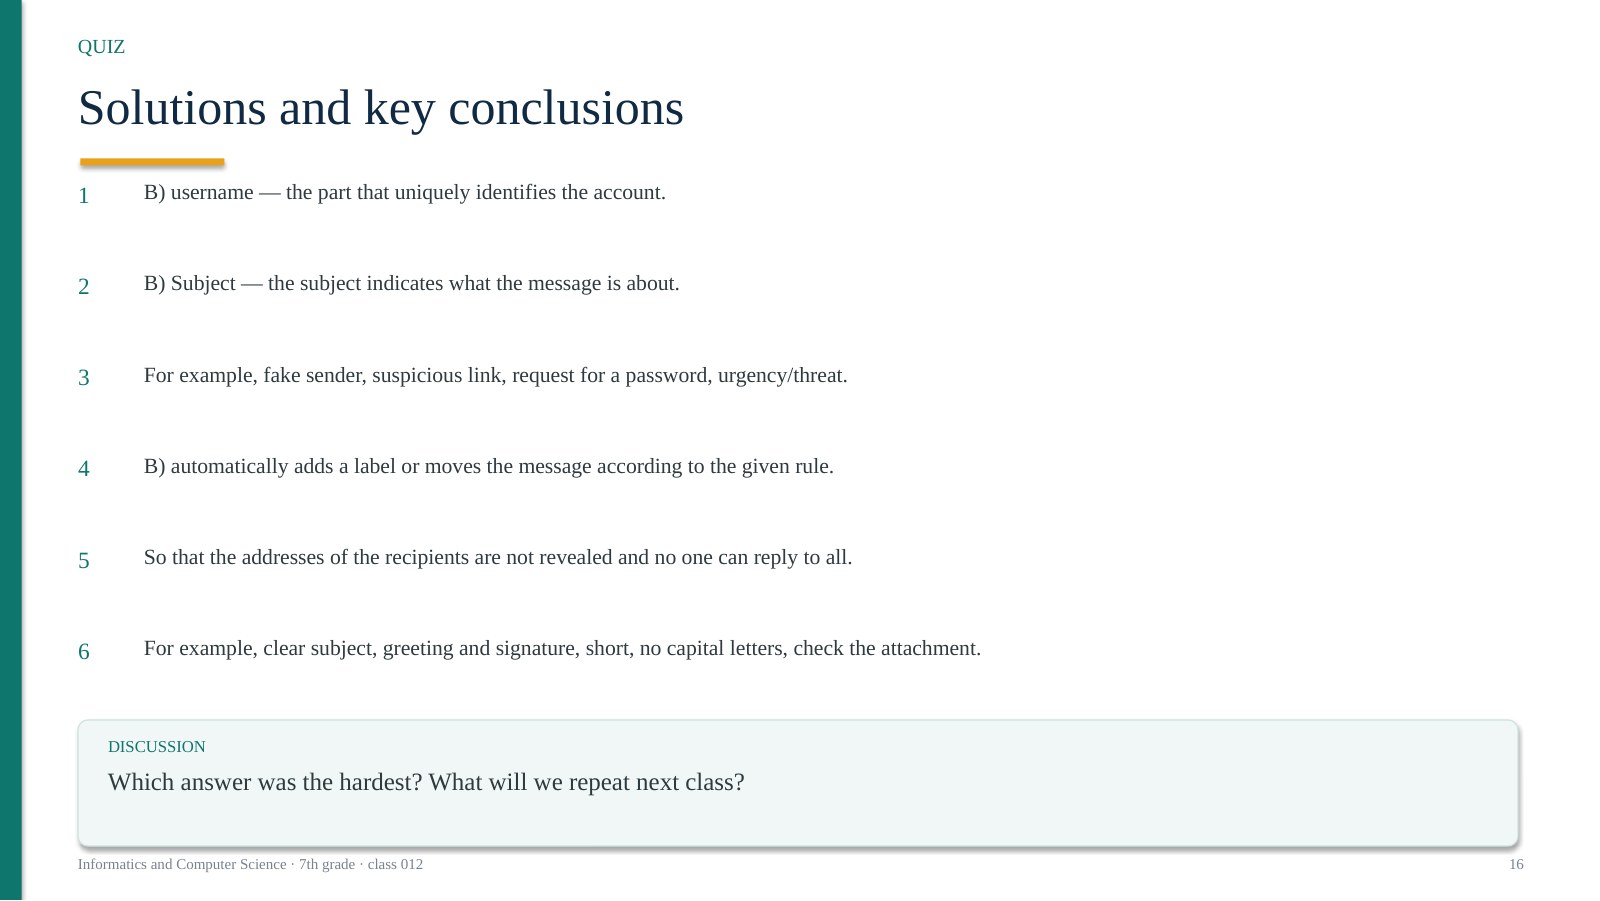 QUIZ
Solutions and key conclusions
1 B) username — the part that uniquely identifies the account.
2 B) Subject — the subject indicates what the message is about.
3 For example, fake sender, suspicious link, request for a password, urgency/threat.
4 B) automatically adds a label or moves the message according to the given rule.
5 So that the addresses of the recipients are not revealed and no one can reply to all.
6 For example, clear subject, greeting and signature, short, no capital letters, check the attachment.
DISCUSSION
Which answer was the hardest? What will we repeat next class?
Informatics and Computer Science · 7th grade · class 012 16